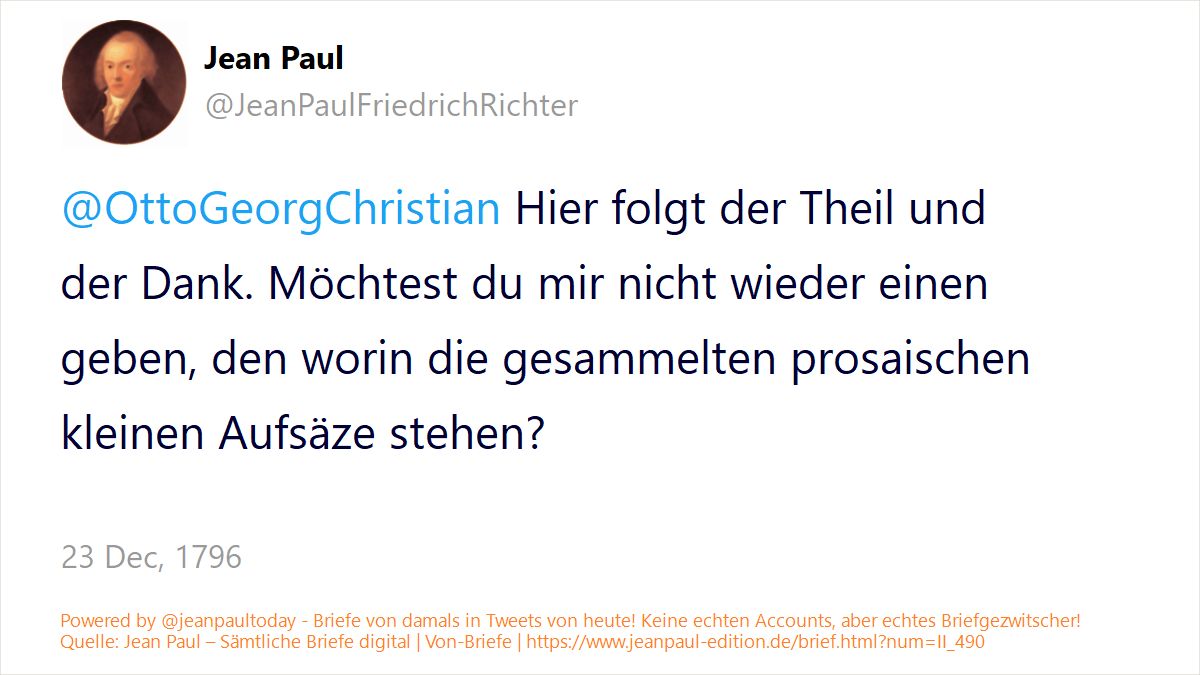 Jean Paul
@JeanPaulFriedrichRichter
@OttoGeorgChristian Hier folgt der Theil und
der Dank. Möchtest du mir nicht wieder einen
geben, den worin die gesammelten prosaischen
kleinen Aufsäze stehen?
23 Dec, 1796
Powered by @jeanpaultoday - Briefe von damals in Tweets von heute! Keine echten Accounts, aber echtes Briefgezwitscher!
Quelle: Jean Paul – Sämtliche Briefe digital | Von-Briefe | https://www.jeanpaul-edition.de/brief.html?num=II_490